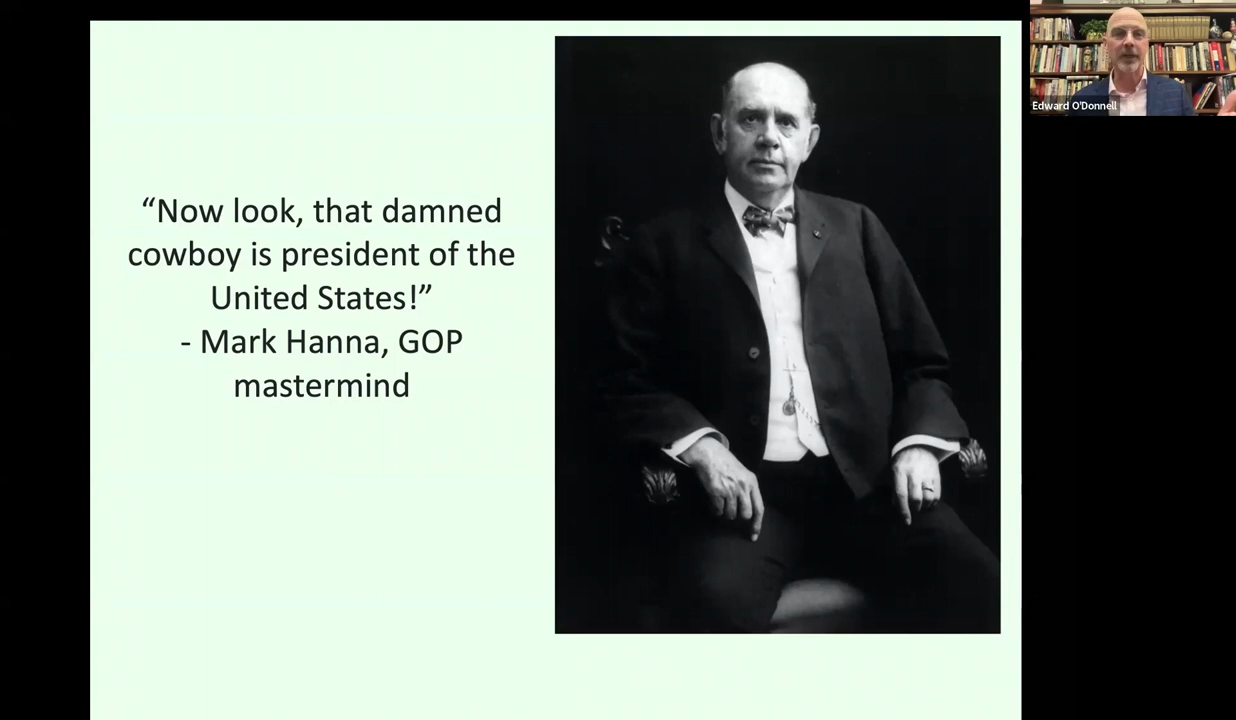 “Now look, that damned
cowboy is president of the
United States!”
- Mark Hanna, GOP
mastermind
Edward O'Donnell